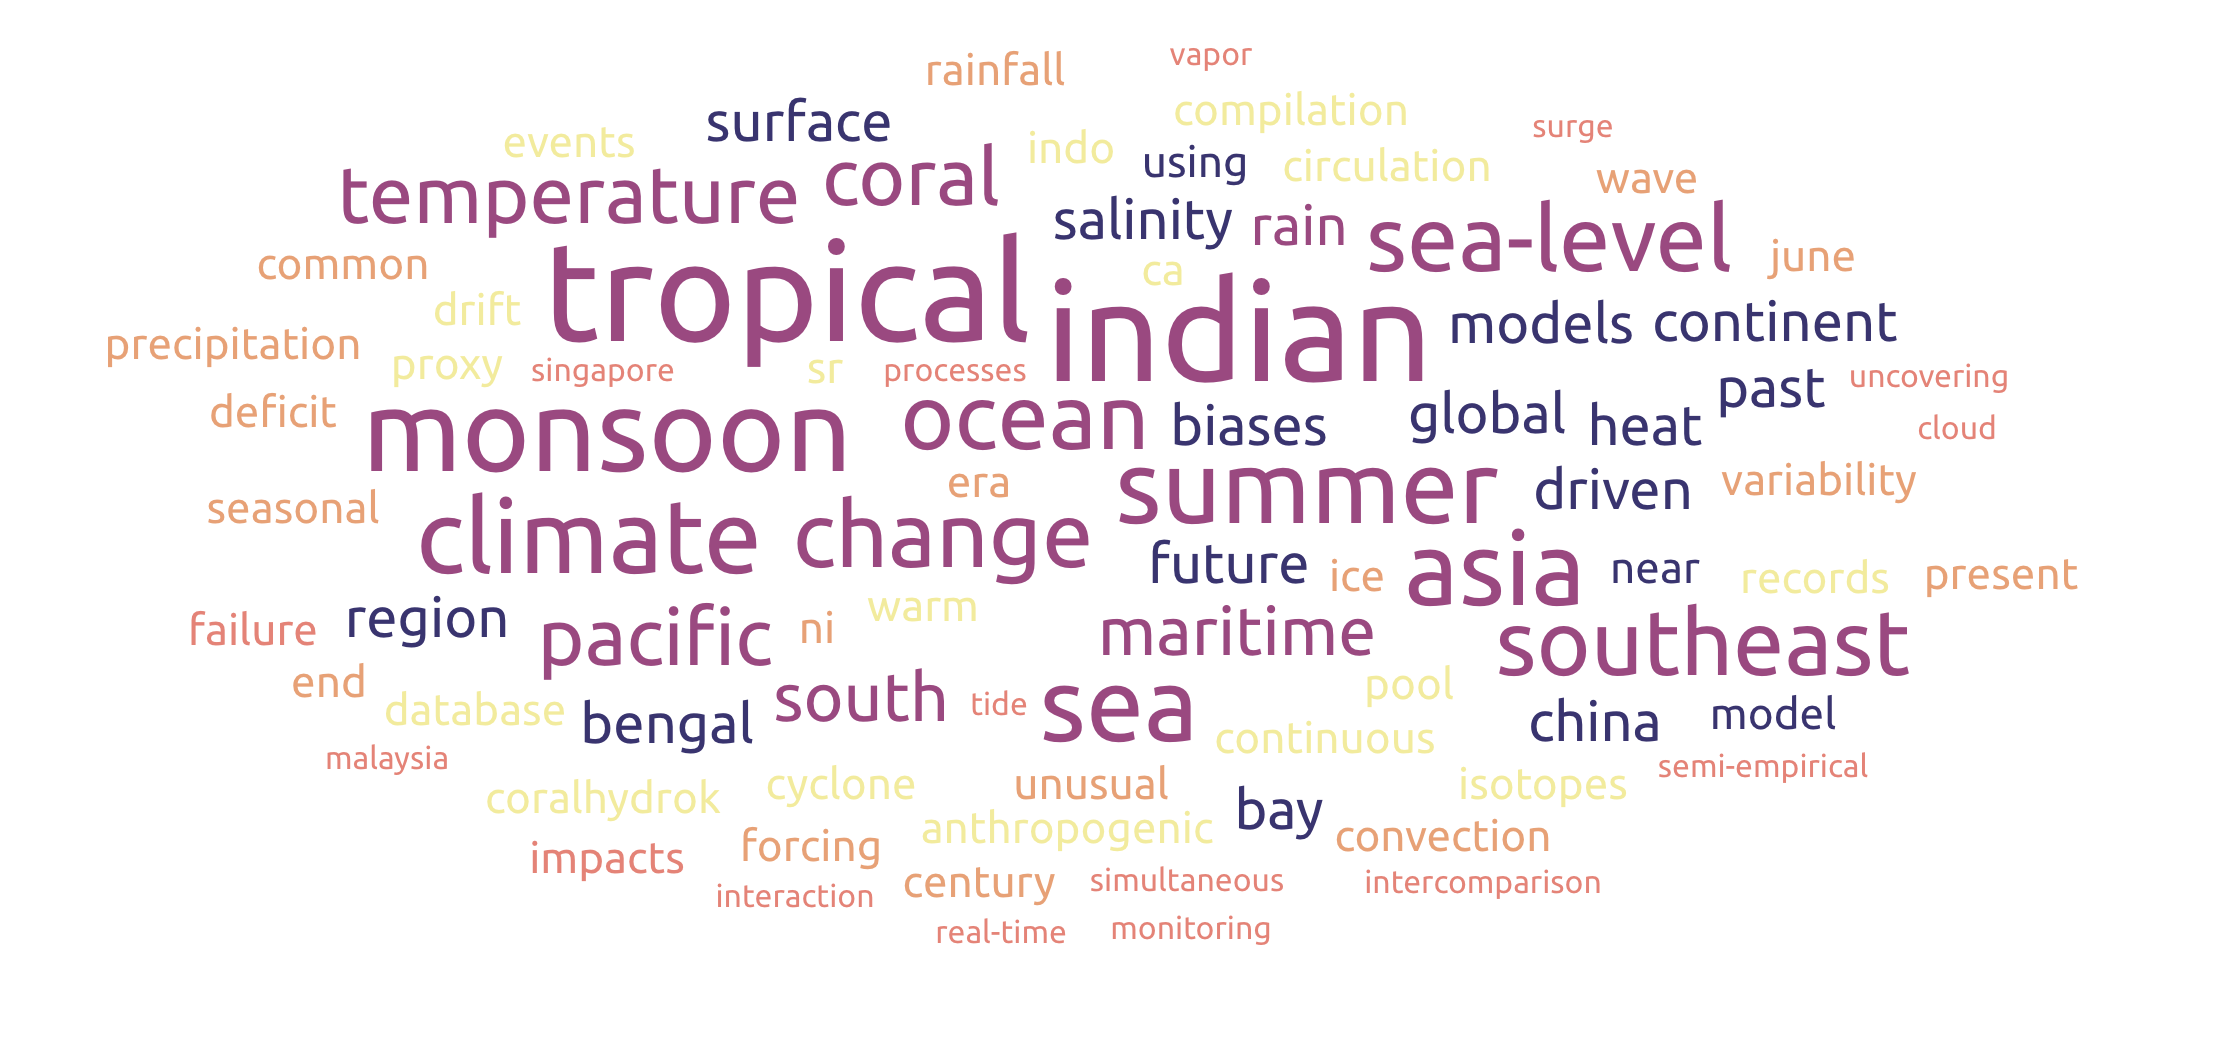 vapor
rainfall
compilation
surface
surge
events
indo
using
circulation
coral
wave
temperature
salinity
rain
sea-level
june
common
ca
tropical
drift
indian
models
continent
precipitation
proxy
singapore
sr
processes
uncovering
past
deficit
monsoon
ocean
biases
global
heat
cloud
era
summer
driven
variability
seasonal
climate
change
future
ice
asia
near
records
present
warm
failure
region
pacific
ni
maritime
southeast
end
database
bengal
south
tide
sea
pool
continuous
china
model
malaysia
semi-empirical
coralhydrok
cyclone
unusual
isotopes
bay
anthropogenic
convection
impacts
forcing
century
simultaneous
intercomparison
interaction
real-time
monitoring